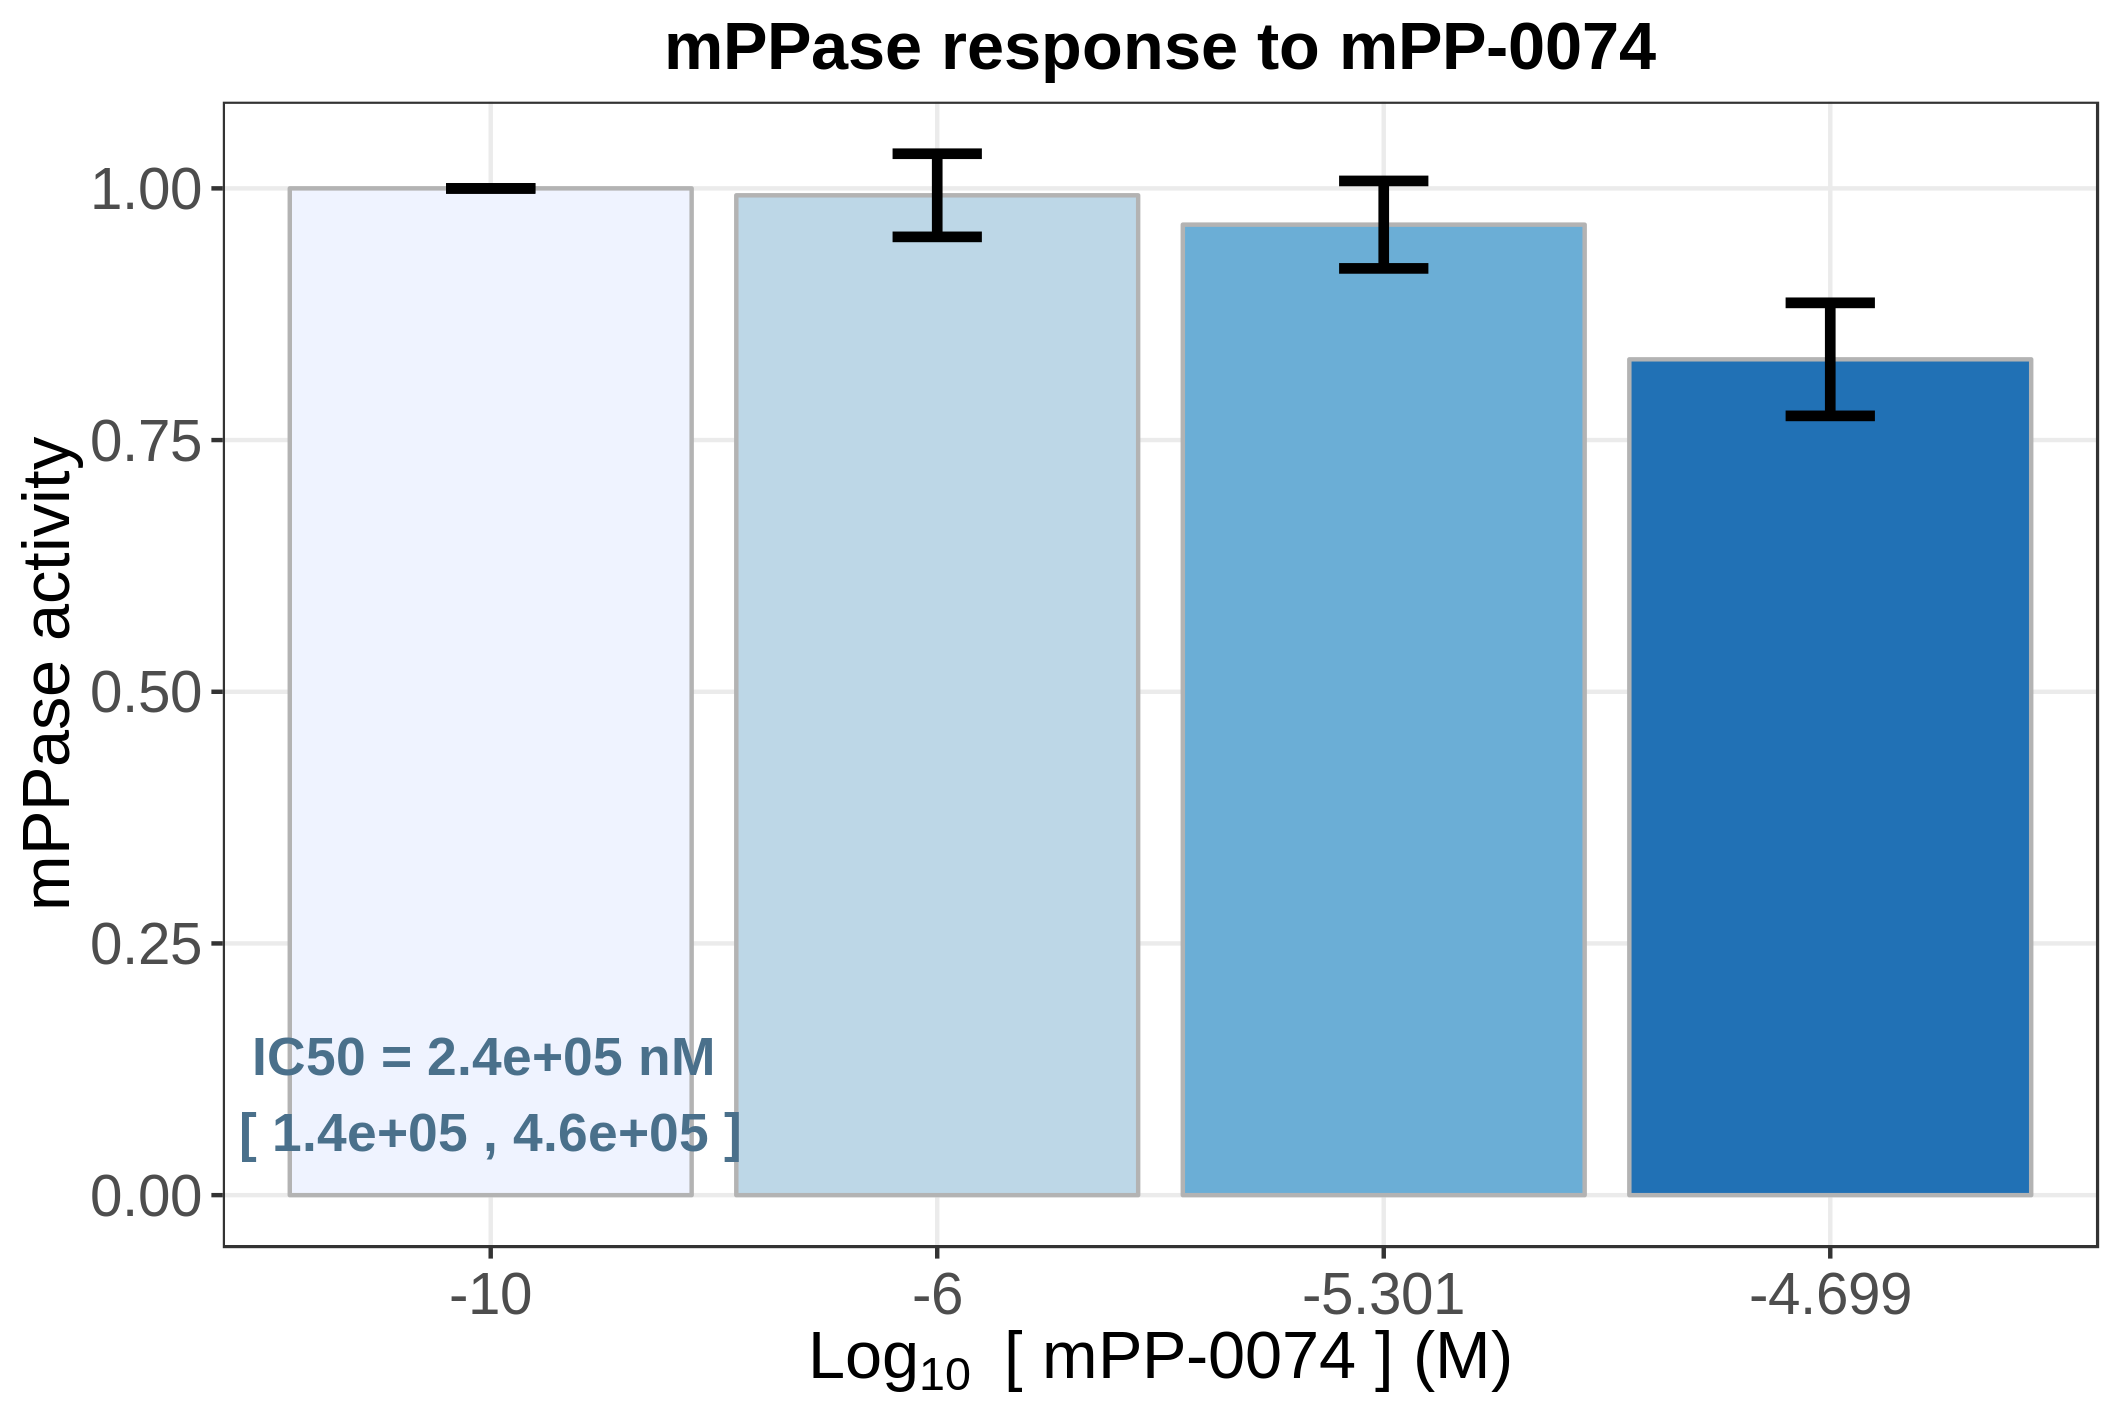 mPPase response to mPP-0074
mPPase activity
1.00
0.75
0.50
0.25
0.00
IC50 = 2.4e+05 nM
[ 1.4e+05 , 4.6e+05 ]
-10 -6 -5.301 -4.699
Log₁₀ [ mPP-0074 ] (M)